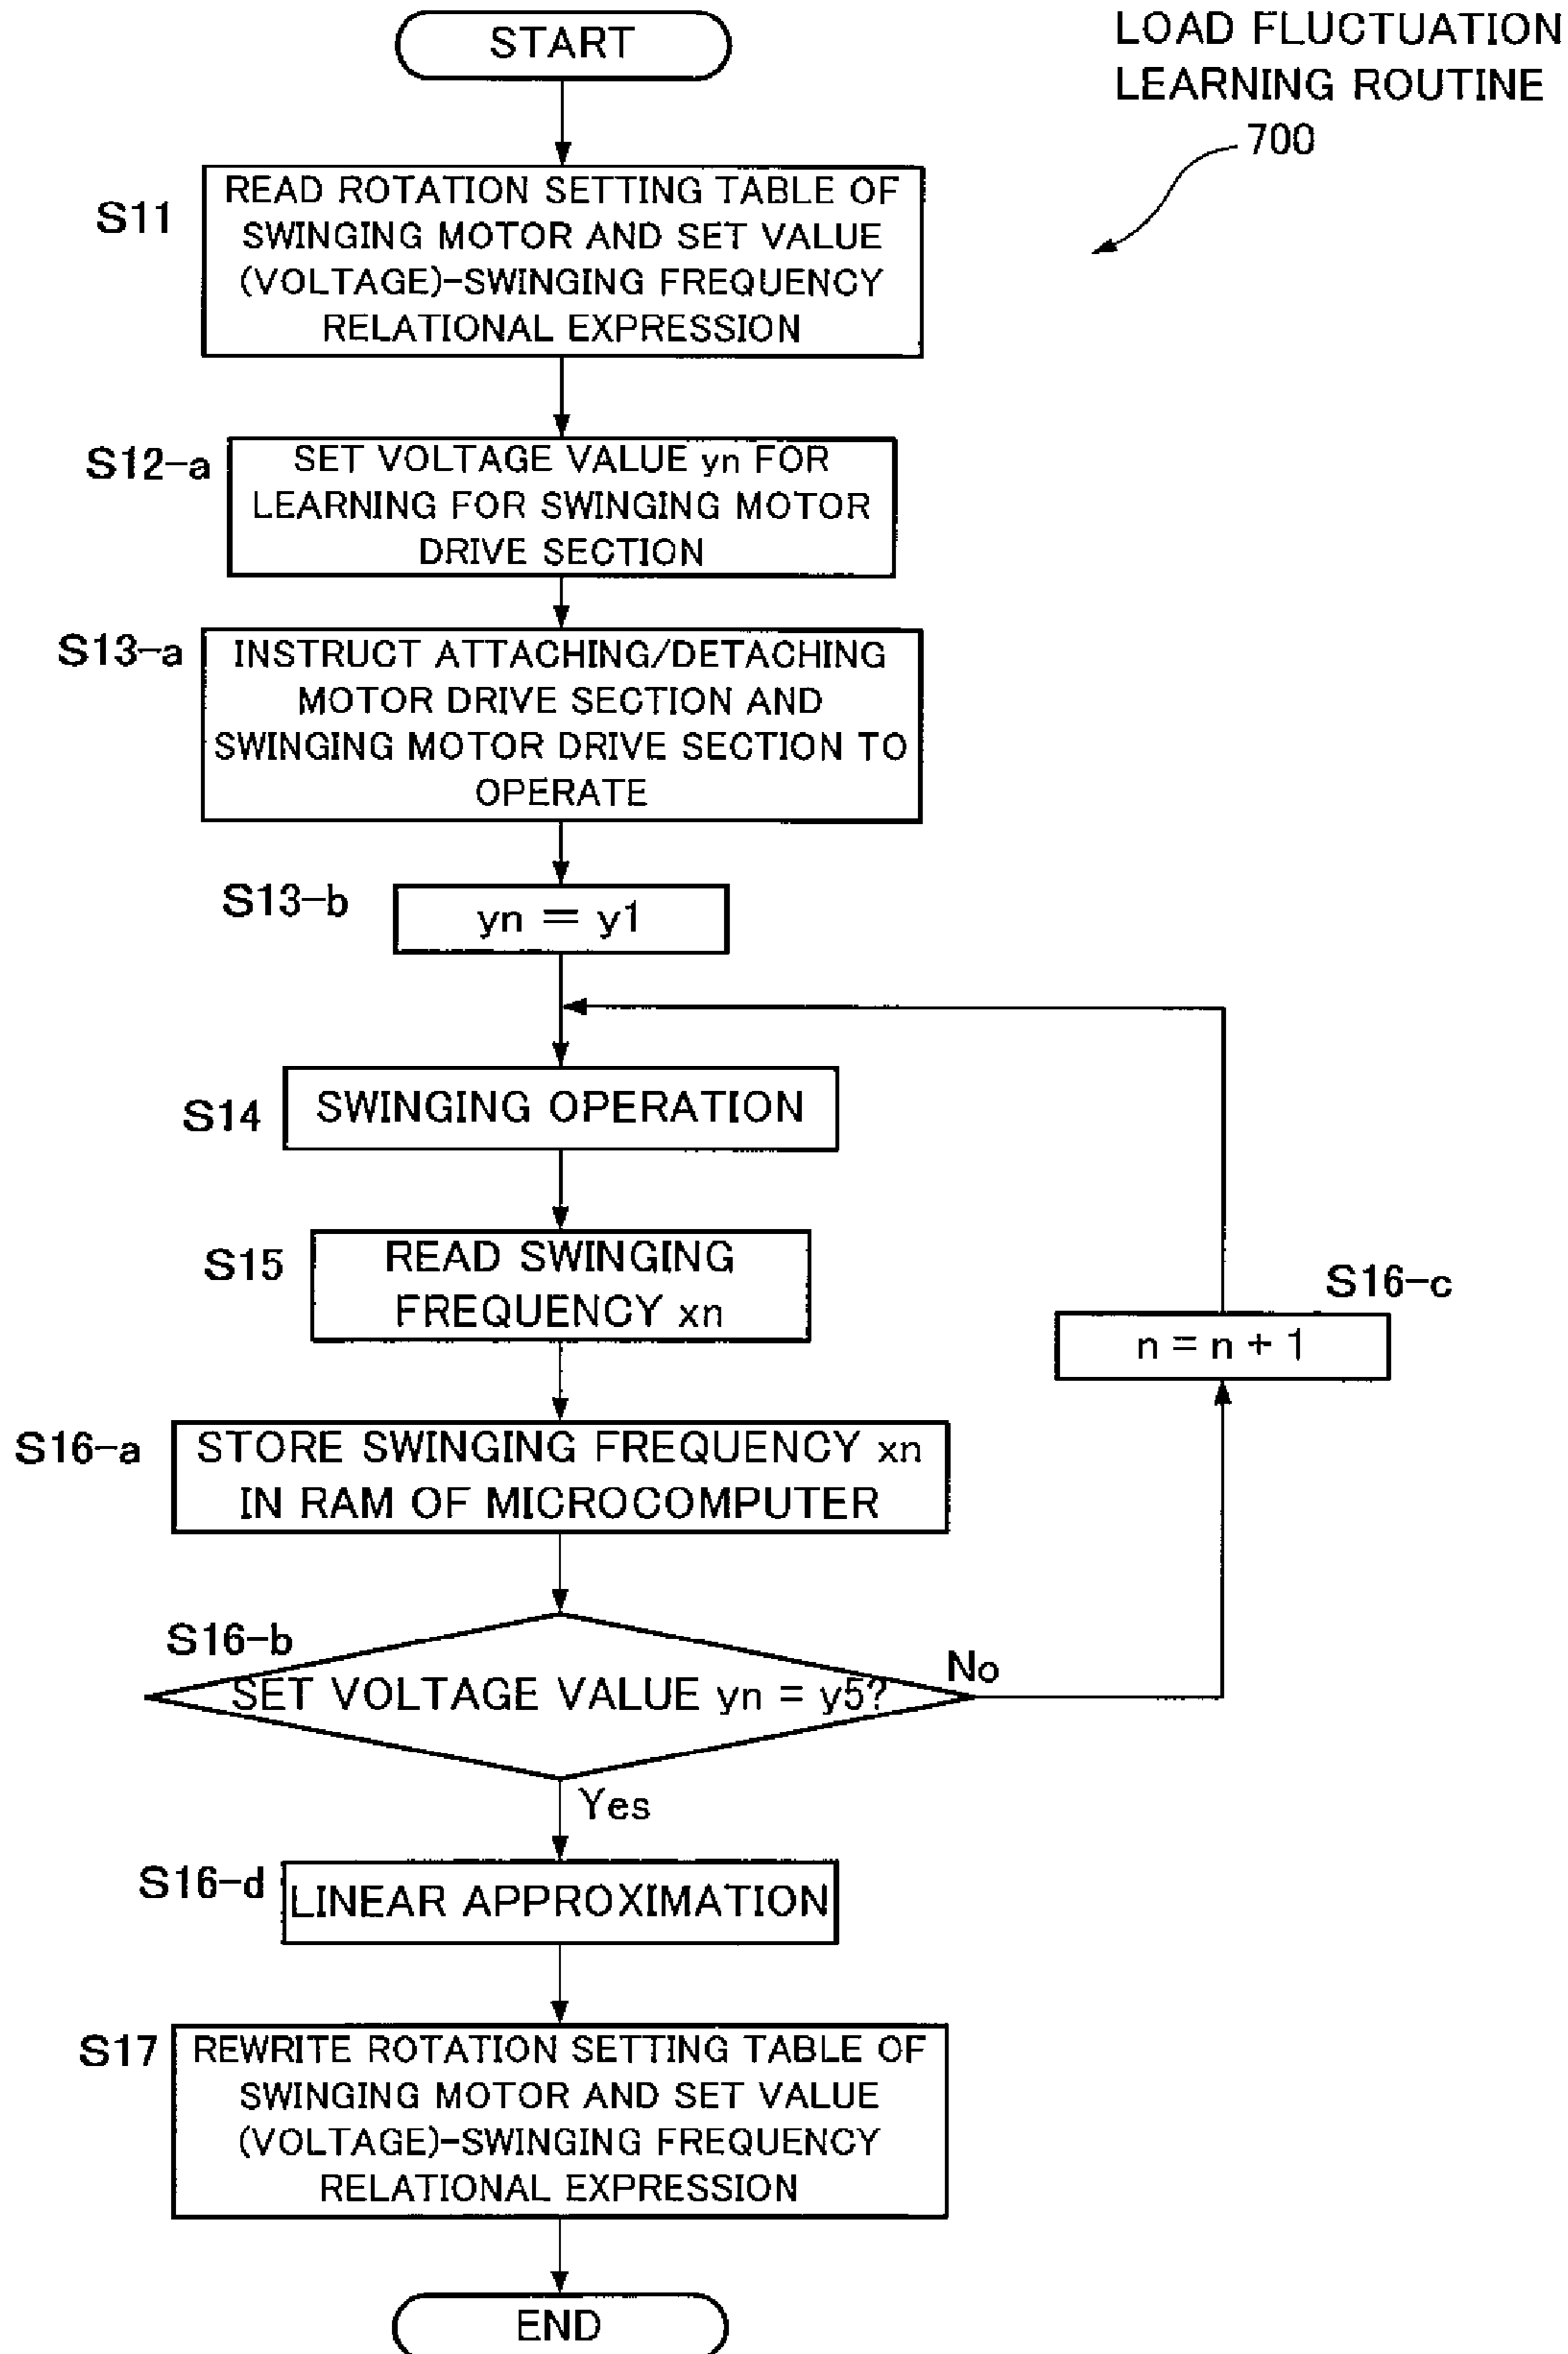 START
LOAD FLUCTUATION
LEARNING ROUTINE
700
S11
READ ROTATION SETTING TABLE OF
SWINGING MOTOR AND SET VALUE
(VOLTAGE)-SWINGING FREQUENCY
RELATIONAL EXPRESSION
S12-a
SET VOLTAGE VALUE yn FOR
LEARNING FOR SWINGING MOTOR
DRIVE SECTION
S13-a
INSTRUCT ATTACHING/DETACHING
MOTOR DRIVE SECTION AND
SWINGING MOTOR DRIVE SECTION TO
OPERATE
S13-b
yn = y1
S14
SWINGING OPERATION
S15
READ SWINGING
FREQUENCY xn
S16-c
n = n + 1
S16-a
STORE SWINGING FREQUENCY xn
IN RAM OF MICROCOMPUTER
S16-b
SET VOLTAGE VALUE yn = y5?
No
Yes
S16-d
LINEAR APPROXIMATION
S17
REWRITE ROTATION SETTING TABLE OF
SWINGING MOTOR AND SET VALUE
(VOLTAGE)-SWINGING FREQUENCY
RELATIONAL EXPRESSION
END